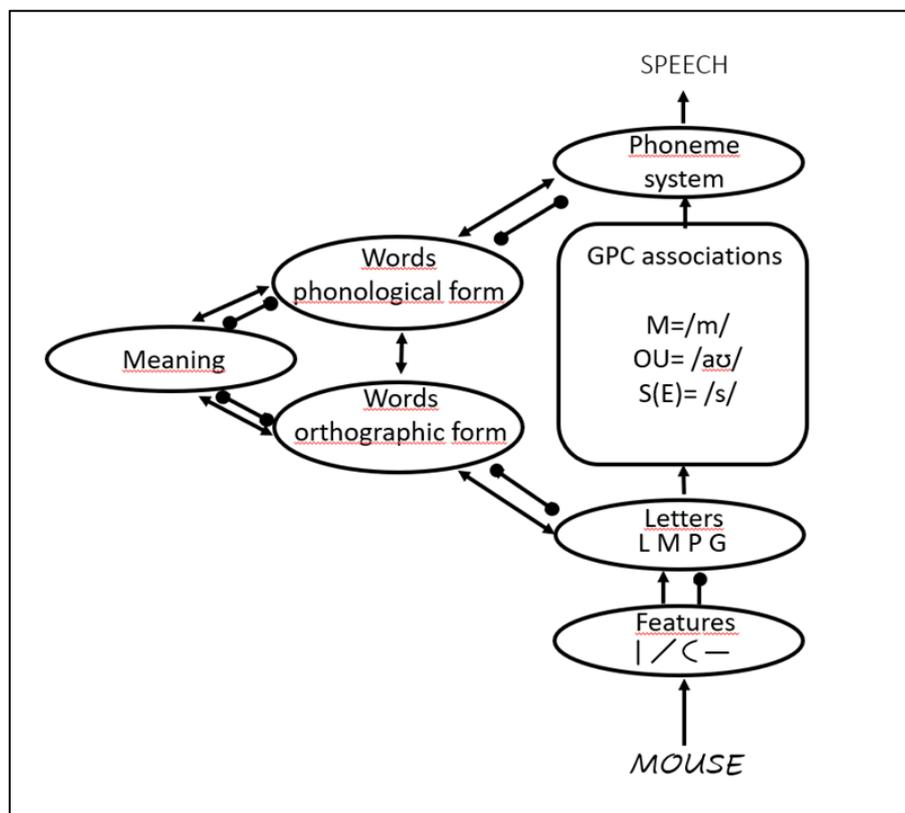 SPEECH
Phoneme
system
GPC associations
M=/m/
OU= /aʊ/
S(E)= /s/
Words
phonological form
Meaning
Words
orthographic form
Letters
L M P G
Features
MOUSE